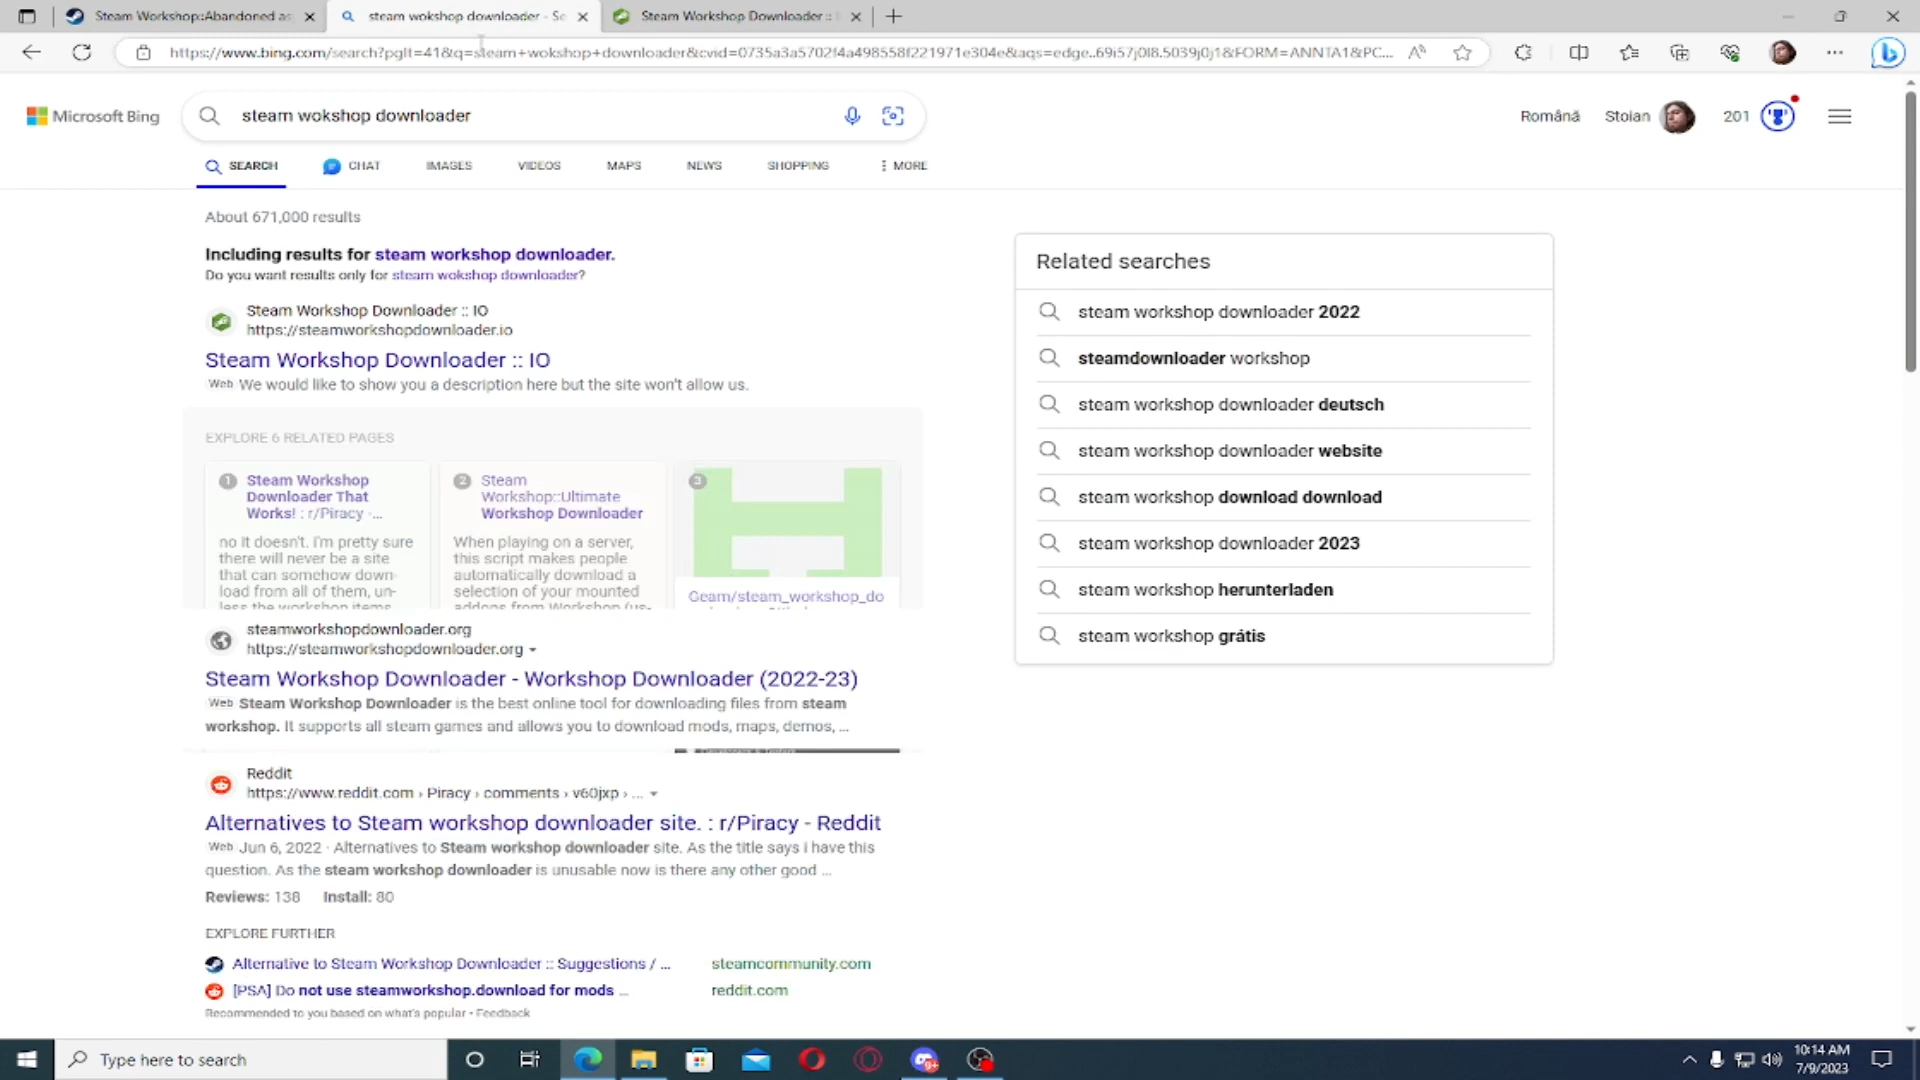 Steam Workshop::Abandoned as
steam wokshop downloader - Se
Steam Workshop Downloader ::
https://www.bing.com/search?pglt=41&q=steam+wokshop+downloader&cvid=0735a3a5702f4a498558f221971e304e&aqs=edge..69i57j0l8.5039j0j1&FORM=ANNTA1&PC...
Microsoft Bing
steam wokshop downloader
Română
Stoian
201
SEARCH
CHAT
IMAGES
VIDEOS
MAPS
NEWS
SHOPPING
MORE
About 671,000 results
Including results for steam workshop downloader.
Do you want results only for steam wokshop downloader?
Steam Workshop Downloader :: IO
https://steamworkshopdownloader.io
Steam Workshop Downloader :: IO
Web We would like to show you a description here but the site won't allow us.
EXPLORE 6 RELATED PAGES
1
Steam Workshop
Downloader That
Works! : r/Piracy -...
no it doesn't. I'm pretty sure
there will never be a site
that can somehow down-
load from all of them, un-
less the workshop items
2
Steam
Workshop::Ultimate
Workshop Downloader
When playing on a server,
this script makes people
automatically download a
selection of your mounted
addons from Workshop (us-
3
Geam/steam_workshop_do
steamworkshopdownloader.org
https://steamworkshopdownloader.org
Steam Workshop Downloader - Workshop Downloader (2022-23)
Web Steam Workshop Downloader is the best online tool for downloading files from steam
workshop. It supports all steam games and allows you to download mods, maps, demos, ...
Reddit
https://www.reddit.com › Piracy › comments › v60jxp › ...
Alternatives to Steam workshop downloader site. : r/Piracy - Reddit
Web Jun 6, 2022 · Alternatives to Steam workshop downloader site. As the title says i have this
question. As the steam workshop downloader is unusable now is there any other good ...
Reviews: 138 Install: 80
EXPLORE FURTHER
Alternative to Steam Workshop Downloader :: Suggestions / ...
steamcommunity.com
[PSA] Do not use steamworkshop.download for mods ...
reddit.com
Recommended to you based on what's popular • Feedback
Related searches
steam workshop downloader 2022
steamdownloader workshop
steam workshop downloader deutsch
steam workshop downloader website
steam workshop download download
steam workshop downloader 2023
steam workshop herunterladen
steam workshop grátis
Type here to search
10:14 AM
7/9/2023